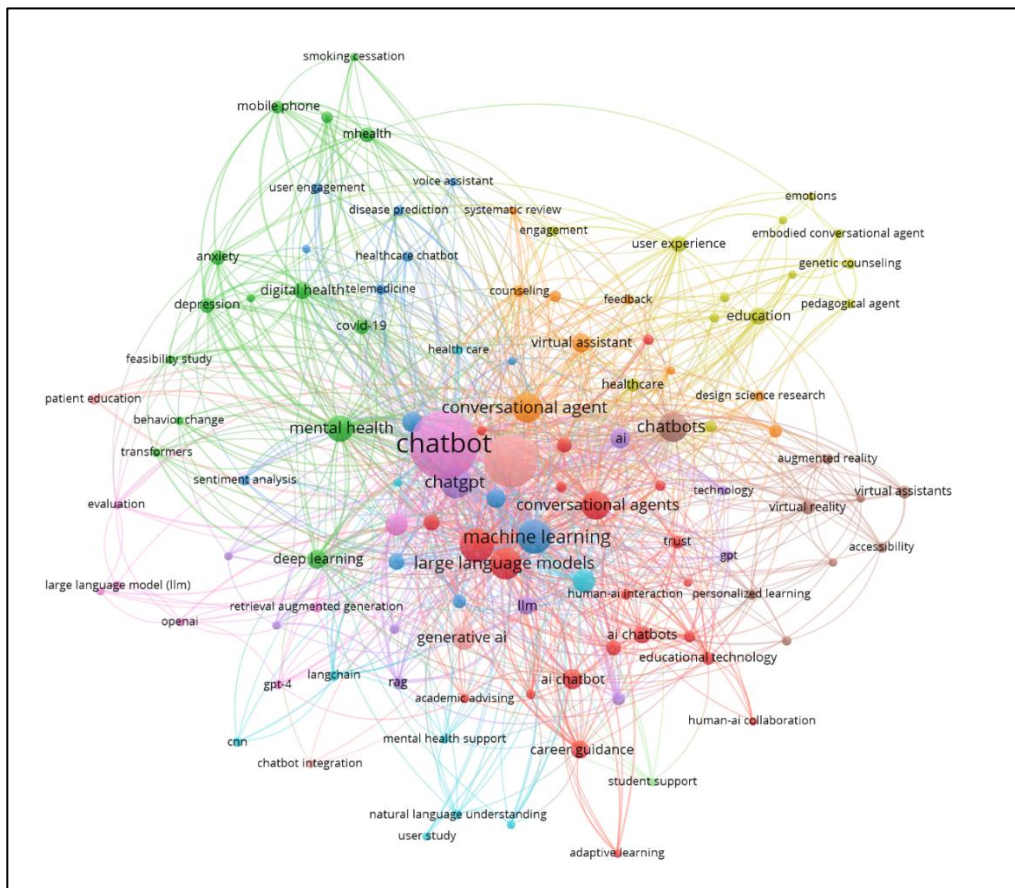 smoking cessation
mobile phone
mhealth
user engagement
voice assistant
disease prediction
systematic review
emotions
engagement
user experience
embodied conversational agent
anxiety
healthcare chatbot
genetic counseling
depression
digital health
telemedicine
counseling
feedback
pedagogical agent
education
covid-19
virtual assistant
feasibility study
health care
healthcare
patient education
design science research
behavior change
mental health
conversational agent
chatbot
chatbots
ai
transformers
augmented reality
sentiment analysis
chatgpt
technology
virtual assistants
evaluation
conversational agents
virtual reality
machine learning
trust
accessibility
deep learning
large language models
gpt
large language model (llm)
human-ai interaction
personalized learning
retrieval augmented generation
llm
openai
generative ai
ai chatbots
educational technology
langchain
gpt-4
rag
ai chatbot
academic advising
human-ai collaboration
cnn
mental health support
career guidance
chatbot integration
student support
natural language understanding
user study
adaptive learning